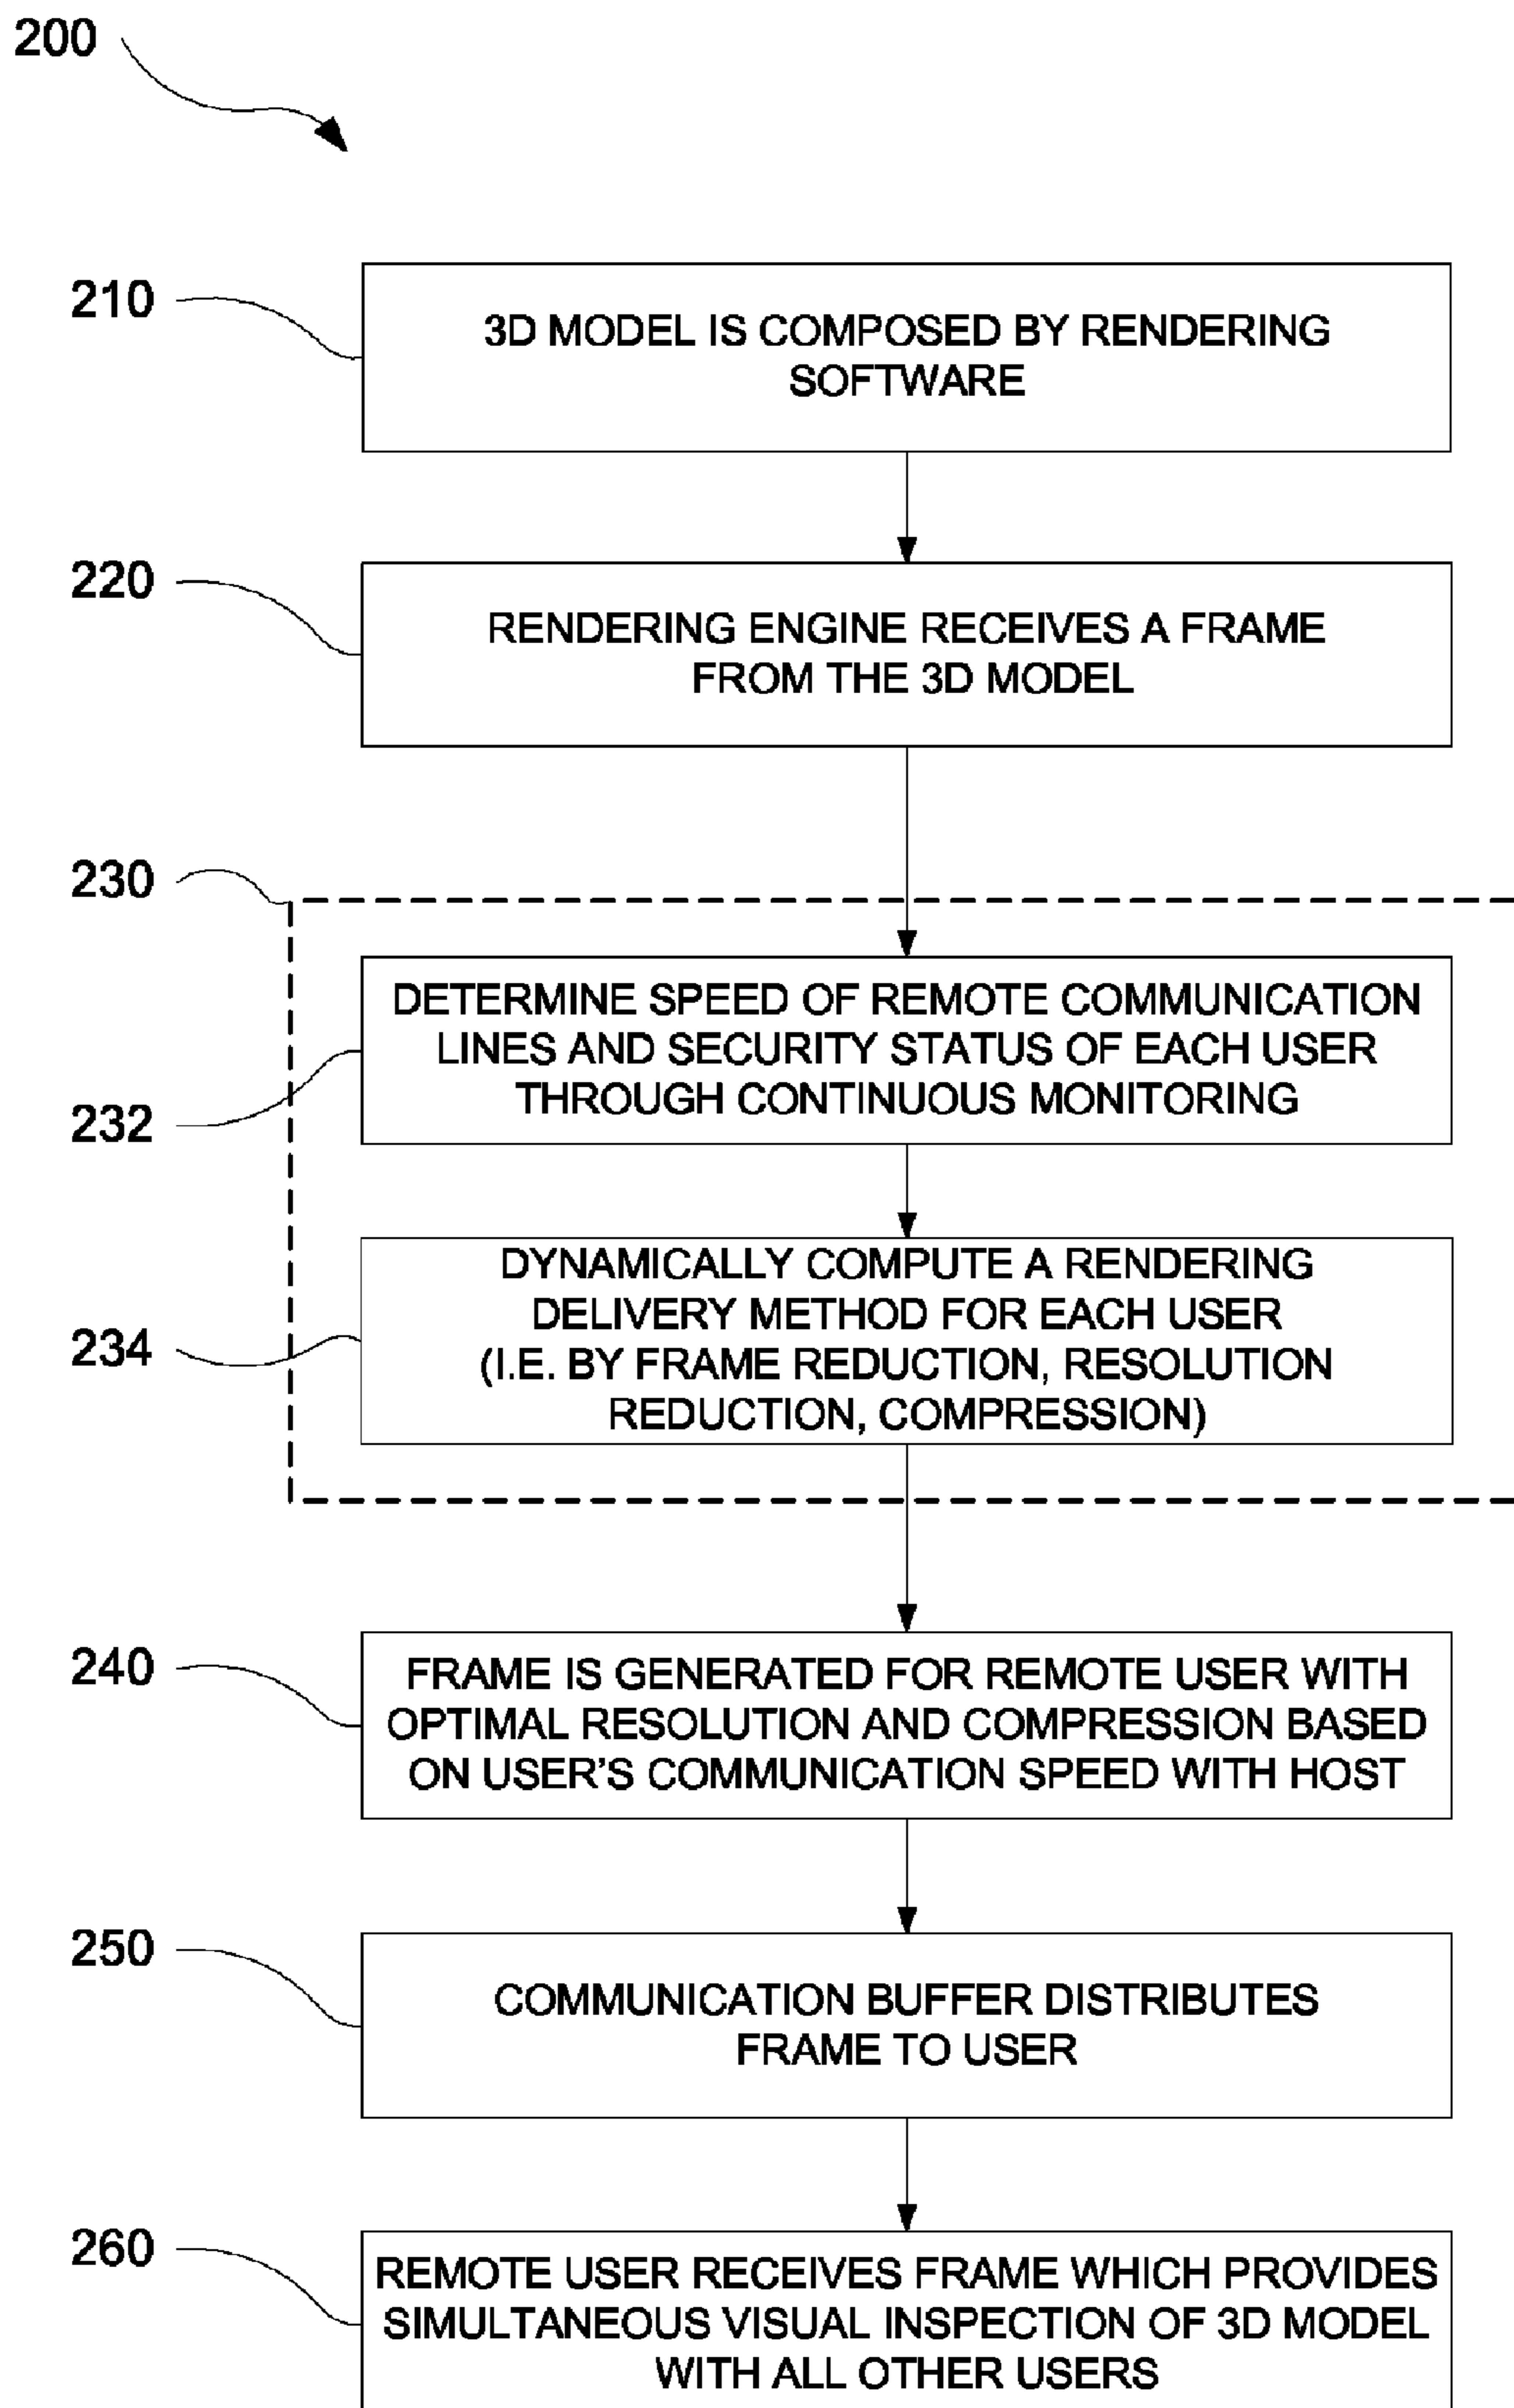 200
210
3D MODEL IS COMPOSED BY RENDERING
SOFTWARE
220
RENDERING ENGINE RECEIVES A FRAME
FROM THE 3D MODEL
230
232
DETERMINE SPEED OF REMOTE COMMUNICATION
LINES AND SECURITY STATUS OF EACH USER
THROUGH CONTINUOUS MONITORING
234
DYNAMICALLY COMPUTE A RENDERING
DELIVERY METHOD FOR EACH USER
(I.E. BY FRAME REDUCTION, RESOLUTION
REDUCTION, COMPRESSION)
240
FRAME IS GENERATED FOR REMOTE USER WITH
OPTIMAL RESOLUTION AND COMPRESSION BASED
ON USER'S COMMUNICATION SPEED WITH HOST
250
COMMUNICATION BUFFER DISTRIBUTES
FRAME TO USER
260
REMOTE USER RECEIVES FRAME WHICH PROVIDES
SIMULTANEOUS VISUAL INSPECTION OF 3D MODEL
WITH ALL OTHER USERS